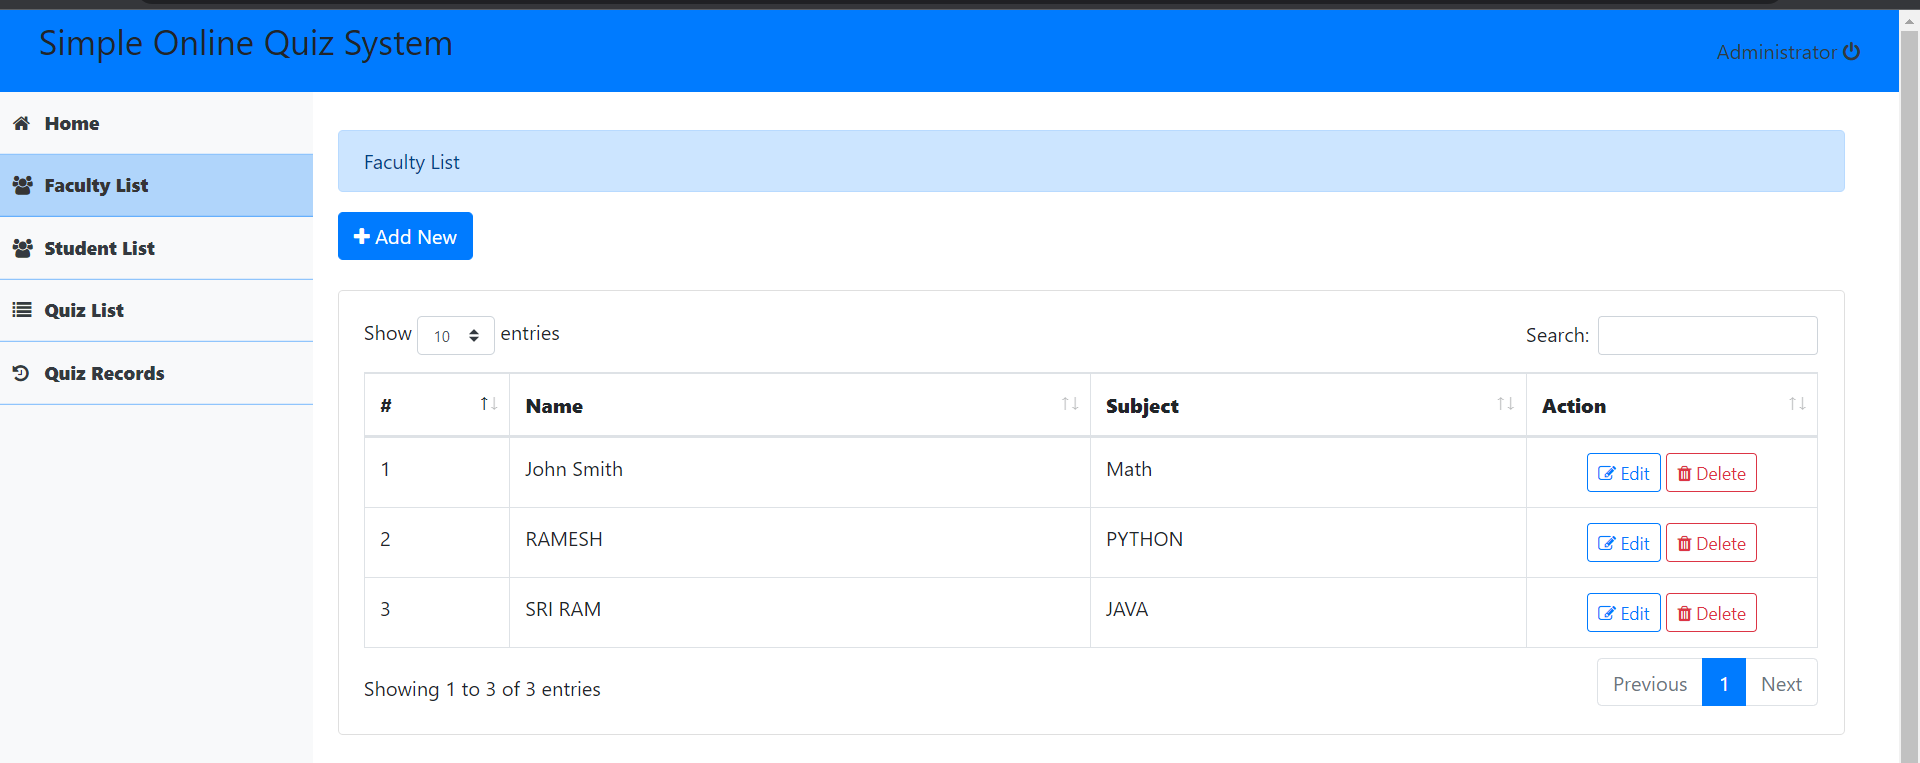 Simple Online Quiz System
Administrator
Home
Faculty List
Student List
Quiz List
Quiz Records
Faculty List
Add New
Show 10 entries
Search:
# Name Subject Action
1 John Smith Math Edit Delete
2 RAMESH PYTHON Edit Delete
3 SRI RAM JAVA Edit Delete
Showing 1 to 3 of 3 entries
Previous 1 Next